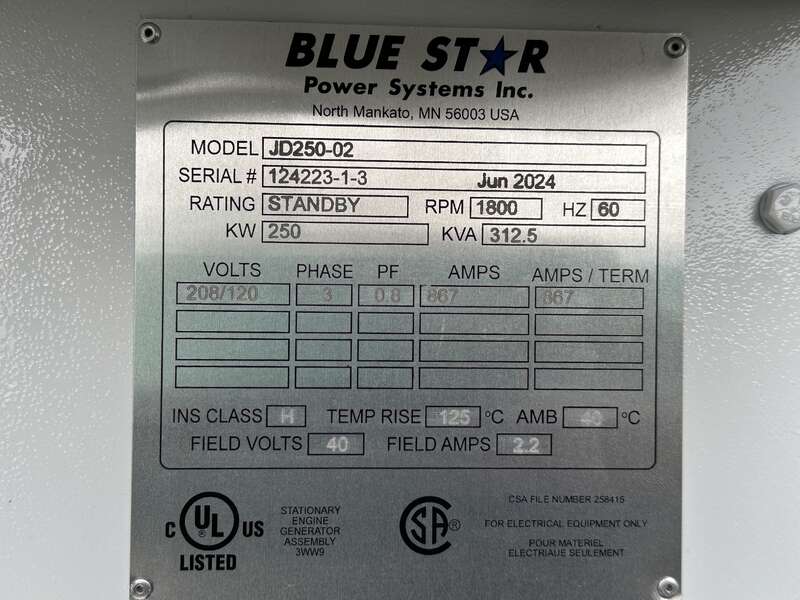 BLUE STAR
Power Systems Inc.
North Mankato, MN 56003 USA
MODEL JD250-02
SERIAL # 124223-1-3 Jun 2024
RATING STANDBY RPM 1800 HZ 60
KW 250 KVA 312.5
VOLTS PHASE PF AMPS AMPS / TERM
208/120 3 0.8 867 867
INS CLASS H TEMP RISE 125 °C AMB °C
FIELD VOLTS 40 FIELD AMPS 2.2
C UL ® US
LISTED
STATIONARY
ENGINE
GENERATOR
ASSEMBLY
3WW9
CSA ®
CSA FILE NUMBER 258415
FOR ELECTRICAL EQUIPMENT ONLY
POUR MATERIEL
ELECTRIAUE SEULEMENT